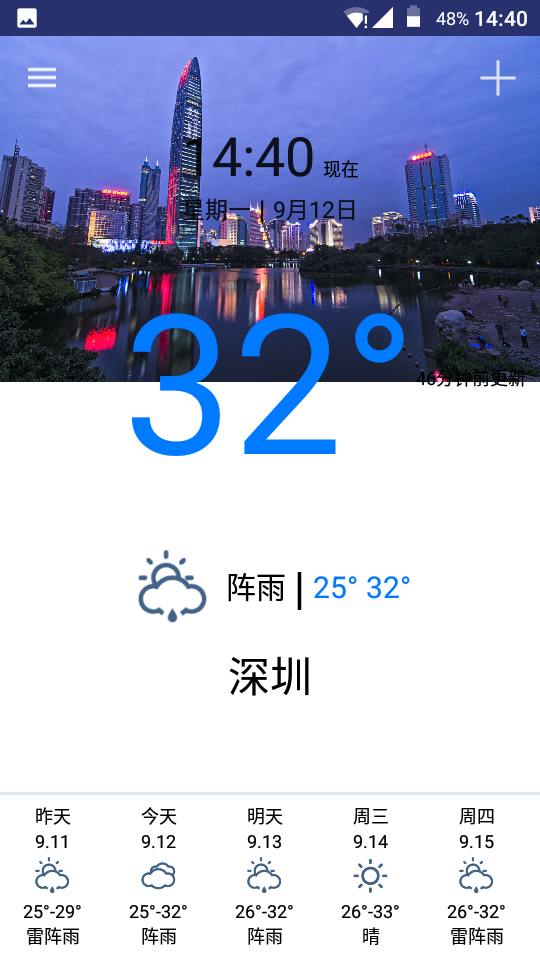 48% 14:40
14:40 现在
星期一 | 9月12日
32°
46分钟前更新
阵雨 | 25° 32°
深圳
昨天 今天 明天 周三 周四
9.11 9.12 9.13 9.14 9.15
25°-29° 25°-32° 26°-32° 26°-33° 26°-32°
雷阵雨 阵雨 阵雨 晴 雷阵雨